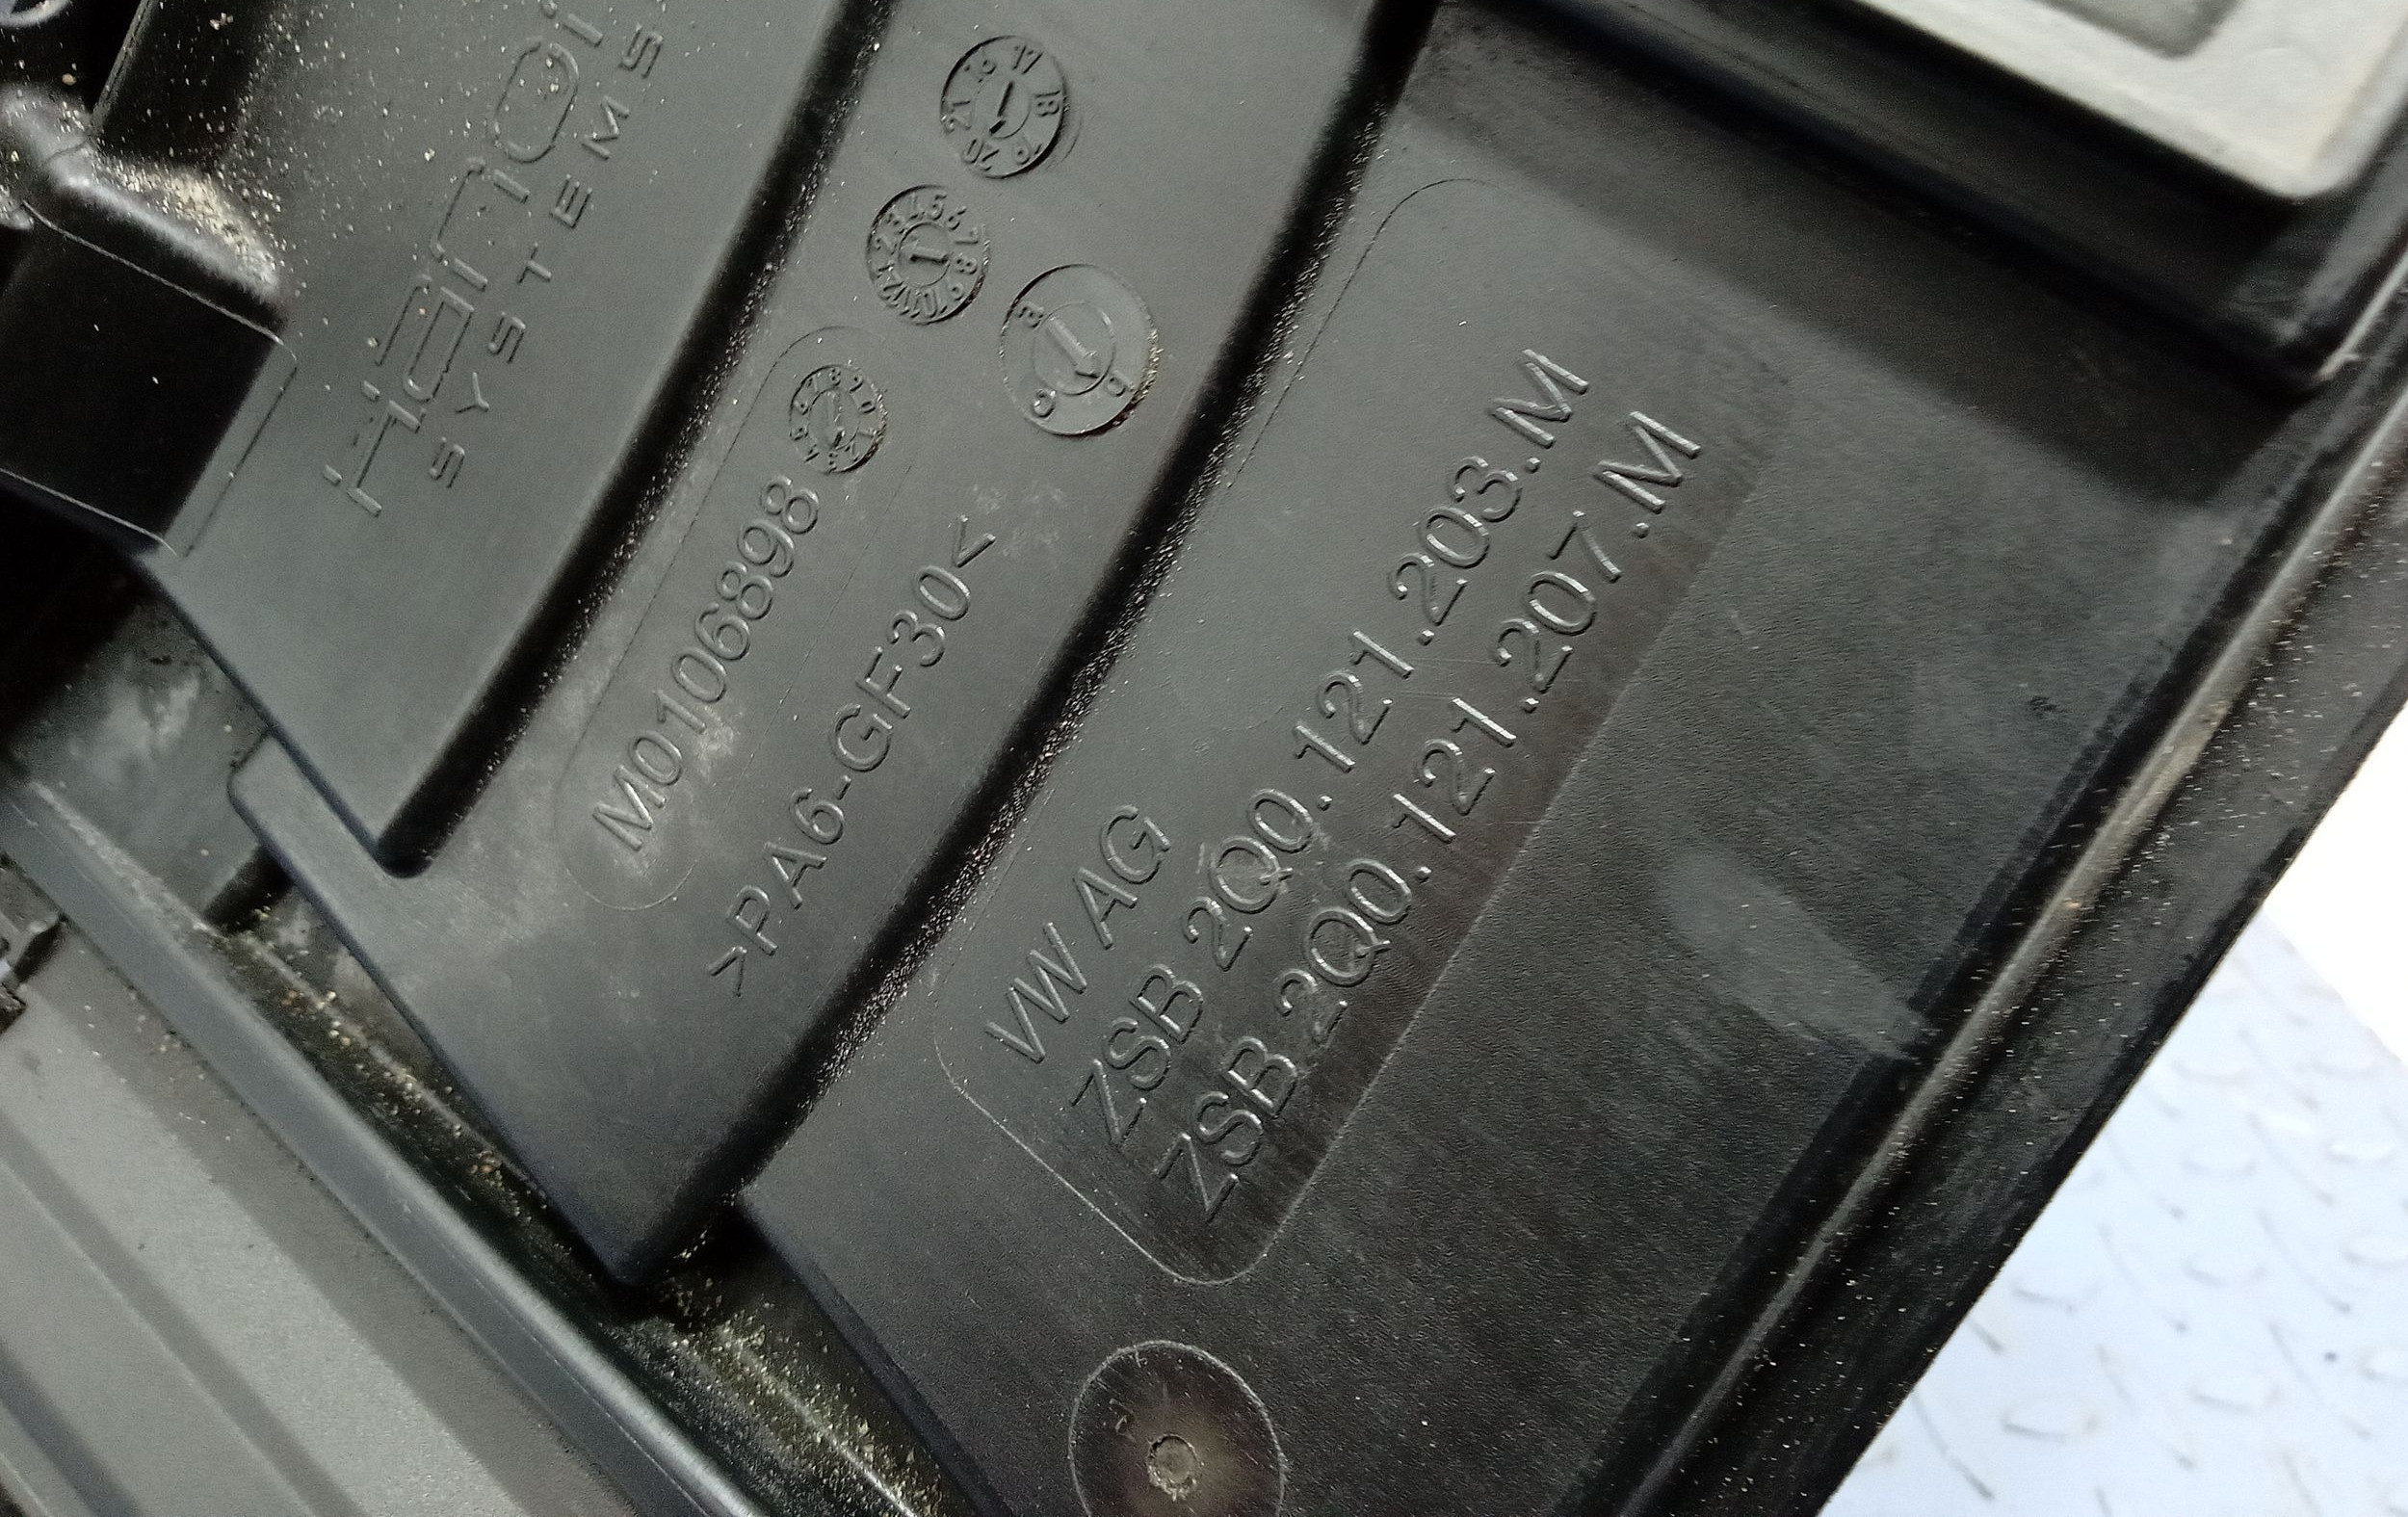 Hanon
SYSTEMS
M0106898
>PA6-GF30<
VW AG
ZSB 2Q0.121.203.M
ZSB 2Q0.121.207.M